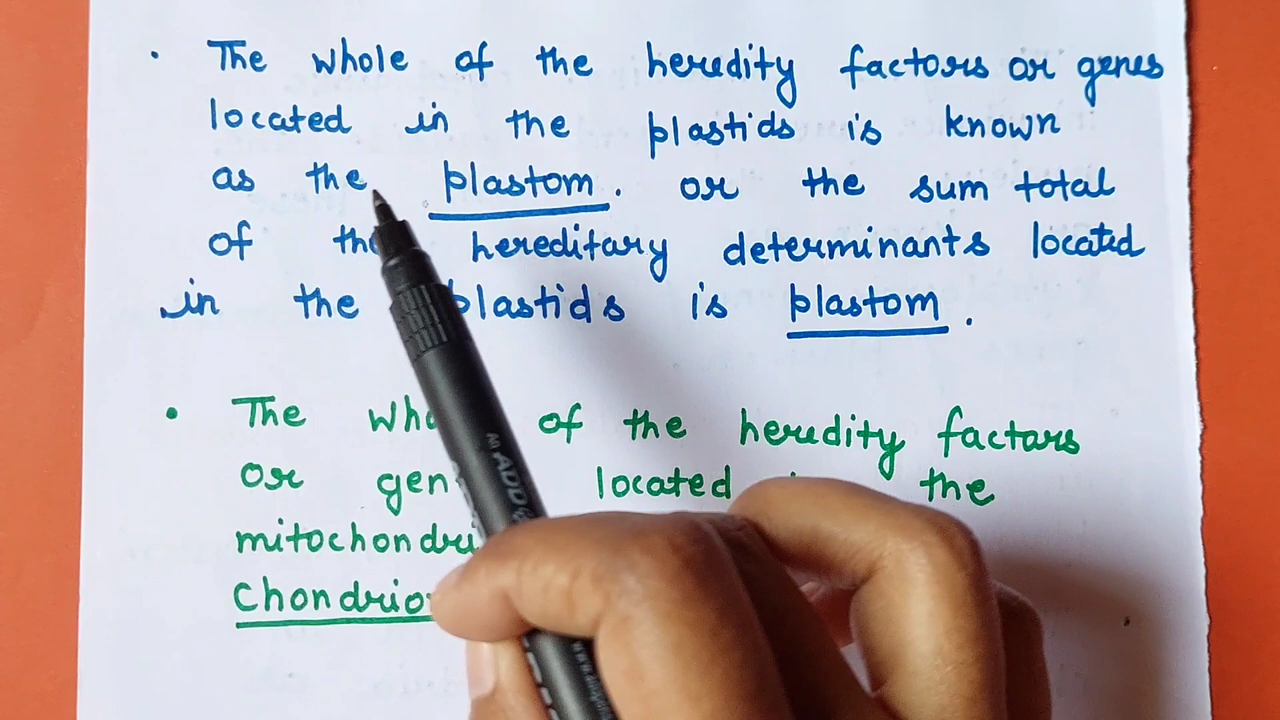 • The whole of the heredity factors or genes
located in the plastids is known
as the plastom. or the sum total
of the hereditary determinants located
in the plastids is plastom.
• The of the heredity factors
or located the